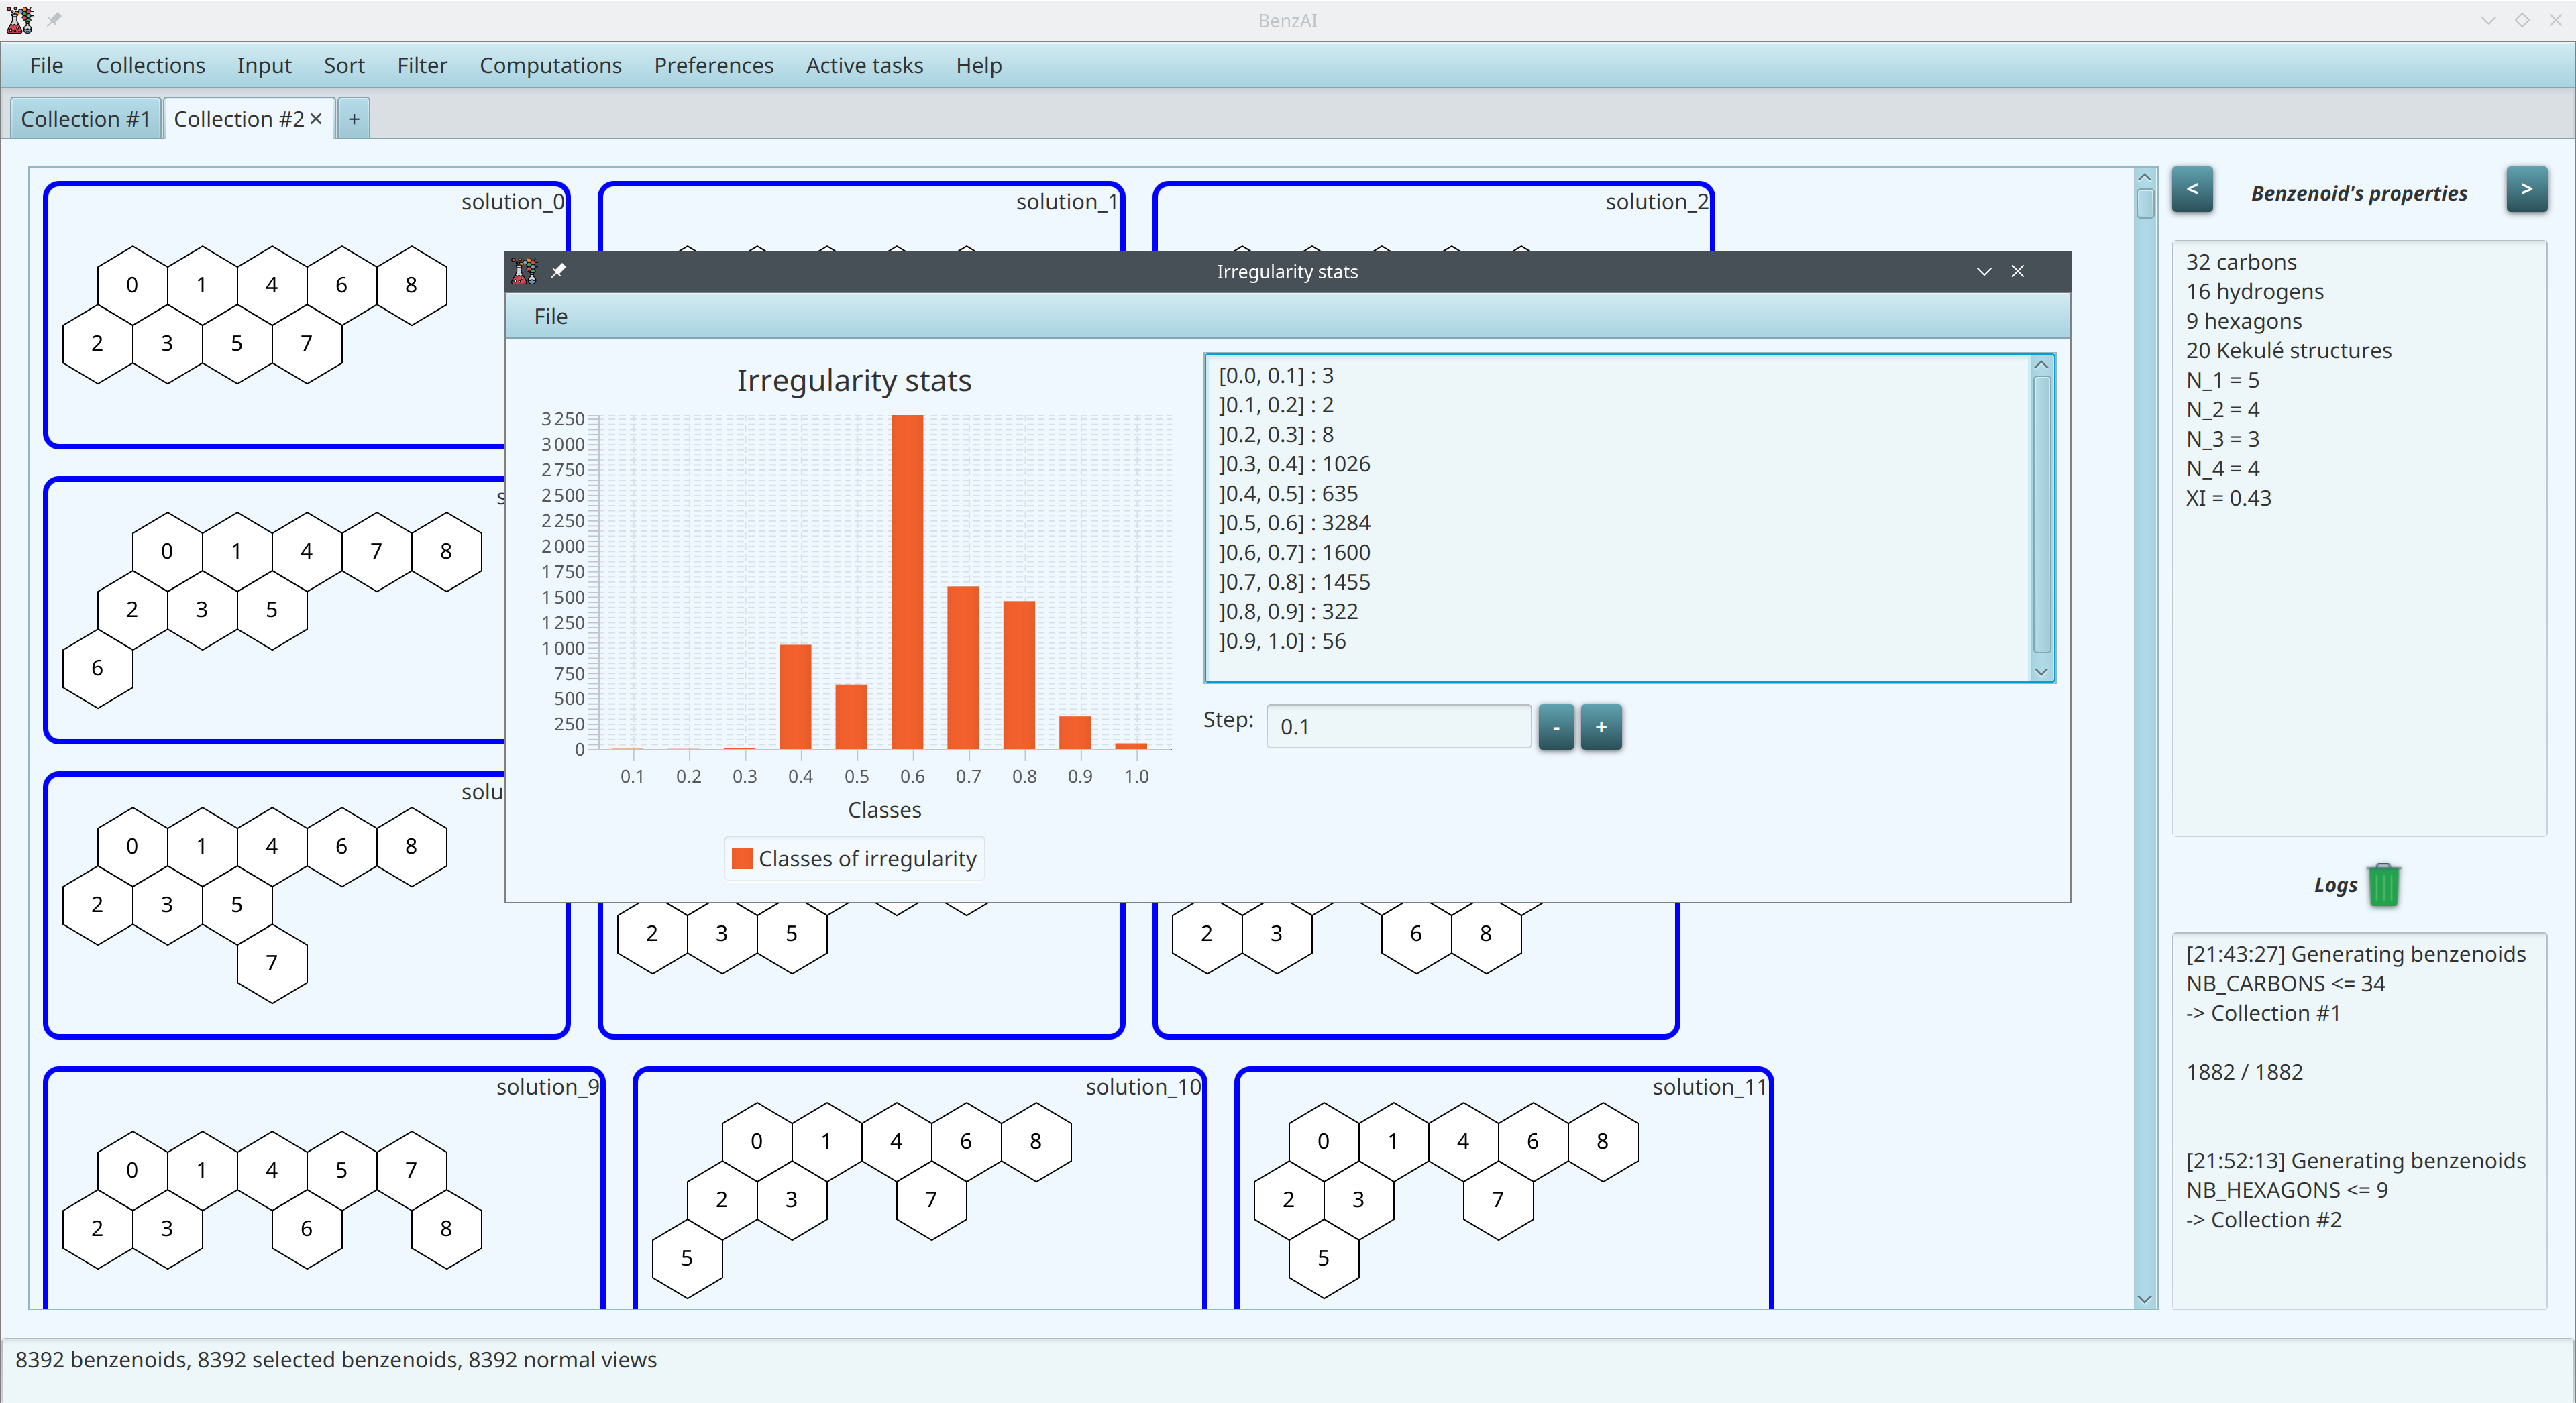 BenzAI
File Collections Input Sort Filter Computations Preferences Active tasks Help
Collection #1 Collection #2 × +
solution_0
0 1 4 6 8
2 3 5 7
solution_1
solution_2
0 1 4 7 8
2 3 5
6
solu
0 1 4 6 8
2 3 5
7
2 3 5
2 3 6 8
solution_9
0 1 4 5 7
2 3 6 8
solution_10
0 1 4 6 8
2 3 7
5
solution_11
0 1 4 6 8
2 3 7
5
Irregularity stats
File
Irregularity stats
3 250
3 000
2 750
2 500
2 250
2 000
1 750
1 500
1 250
1 000
750
500
250
0
0.1 0.2 0.3 0.4 0.5 0.6 0.7 0.8 0.9 1.0
Classes
Classes of irregularity
[0.0, 0.1] : 3
]0.1, 0.2] : 2
]0.2, 0.3] : 8
]0.3, 0.4] : 1026
]0.4, 0.5] : 635
]0.5, 0.6] : 3284
]0.6, 0.7] : 1600
]0.7, 0.8] : 1455
]0.8, 0.9] : 322
]0.9, 1.0] : 56
Step: 0.1 - +
< Benzenoid's properties >
32 carbons
16 hydrogens
9 hexagons
20 Kekulé structures
N_1 = 5
N_2 = 4
N_3 = 3
N_4 = 4
XI = 0.43
Logs
[21:43:27] Generating benzenoids
NB_CARBONS <= 34
-> Collection #1
1882 / 1882
[21:52:13] Generating benzenoids
NB_HEXAGONS <= 9
-> Collection #2
8392 benzenoids, 8392 selected benzenoids, 8392 normal views